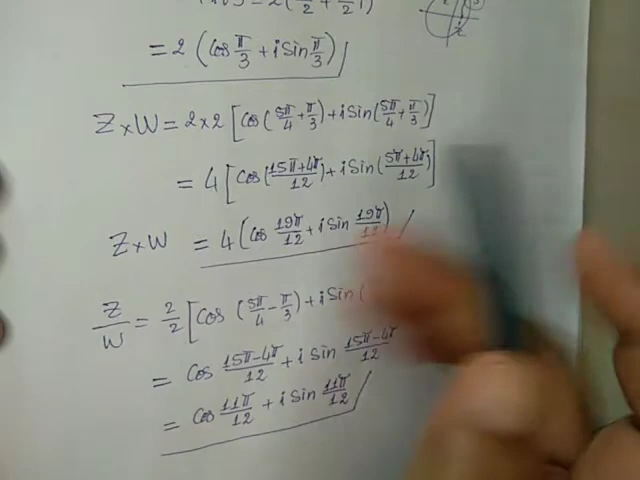 = 2 (Cos π/3 + i Sin π/3)
Z×W = 2×2 [Cos (5π/4 + π/3) + i Sin (5π/4 + π/3)]
= 4 [Cos (15π+4π/12) + i Sin (5π+4π/12)]
Z×W = 4 (Cos 19π/12 + i Sin 19π/12)
Z/W = 2/2 [Cos (5π/4 - π/3) + i Sin (
= Cos 15π-4π/12 + i Sin 15π-4π/12
= Cos 11π/12 + i Sin 11π/12